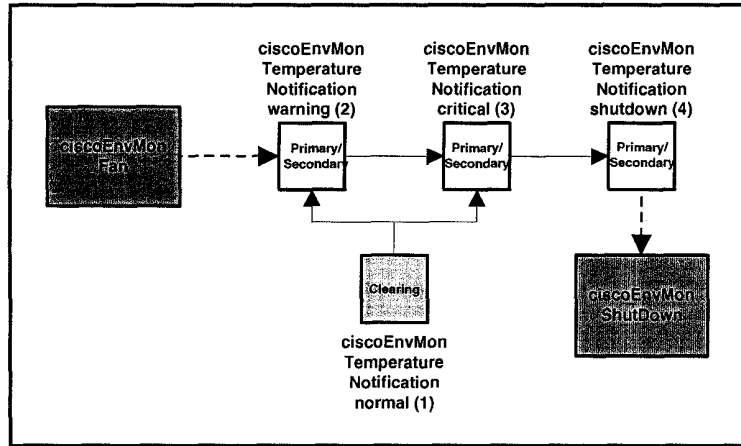 ciscoEnvMon
Temperature
Notification
warning (2)
ciscoEnvMon
Temperature
Notification
critical (3)
ciscoEnvMon
Temperature
Notification
shutdown (4)
ciscoEnvMon
Fan
Primary/
Secondary
Primary/
Secondary
Primary/
Secondary
Clearing
ciscoEnvMon
ShutDown
ciscoEnvMon
Temperature
Notification
normal (1)